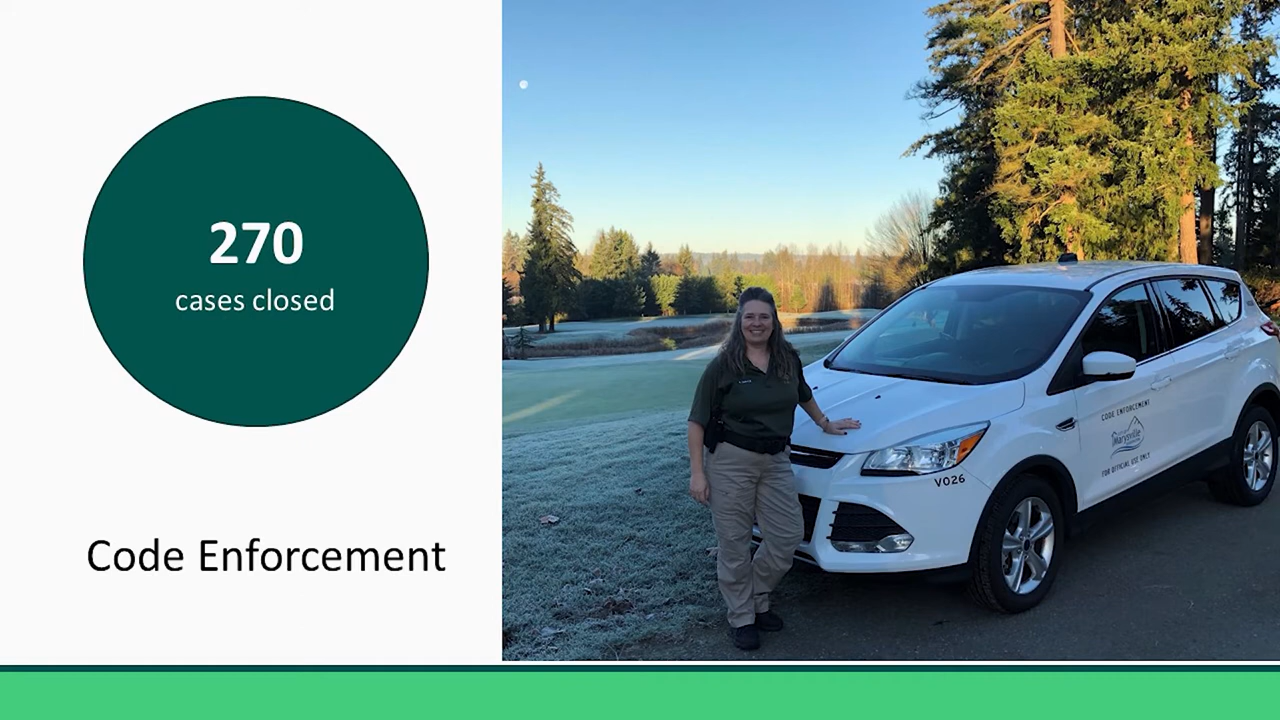 270
cases closed
Code Enforcement
CODE ENFORCEMENT
Marysville
FOR OFFICIAL USE ONLY
V026